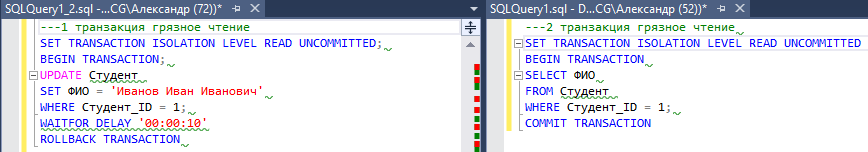 SQLQuery1_2.sql -...CG\Александр (72))*
---1 транзакция грязное чтение
SET TRANSACTION ISOLATION LEVEL READ UNCOMMITTED;
BEGIN TRANSACTION;
UPDATE Студент
SET ФИО = 'Иванов Иван Иванович'
WHERE Студент_ID = 1;
WAITFOR DELAY '00:00:10'
ROLLBACK TRANSACTION
SQLQuery1.sql - D...CG\Александр (52))*
---2 транзакция грязное чтение
SET TRANSACTION ISOLATION LEVEL READ UNCOMMITTED
BEGIN TRANSACTION
SELECT ФИО
FROM Студент
WHERE Студент_ID = 1;
COMMIT TRANSACTION